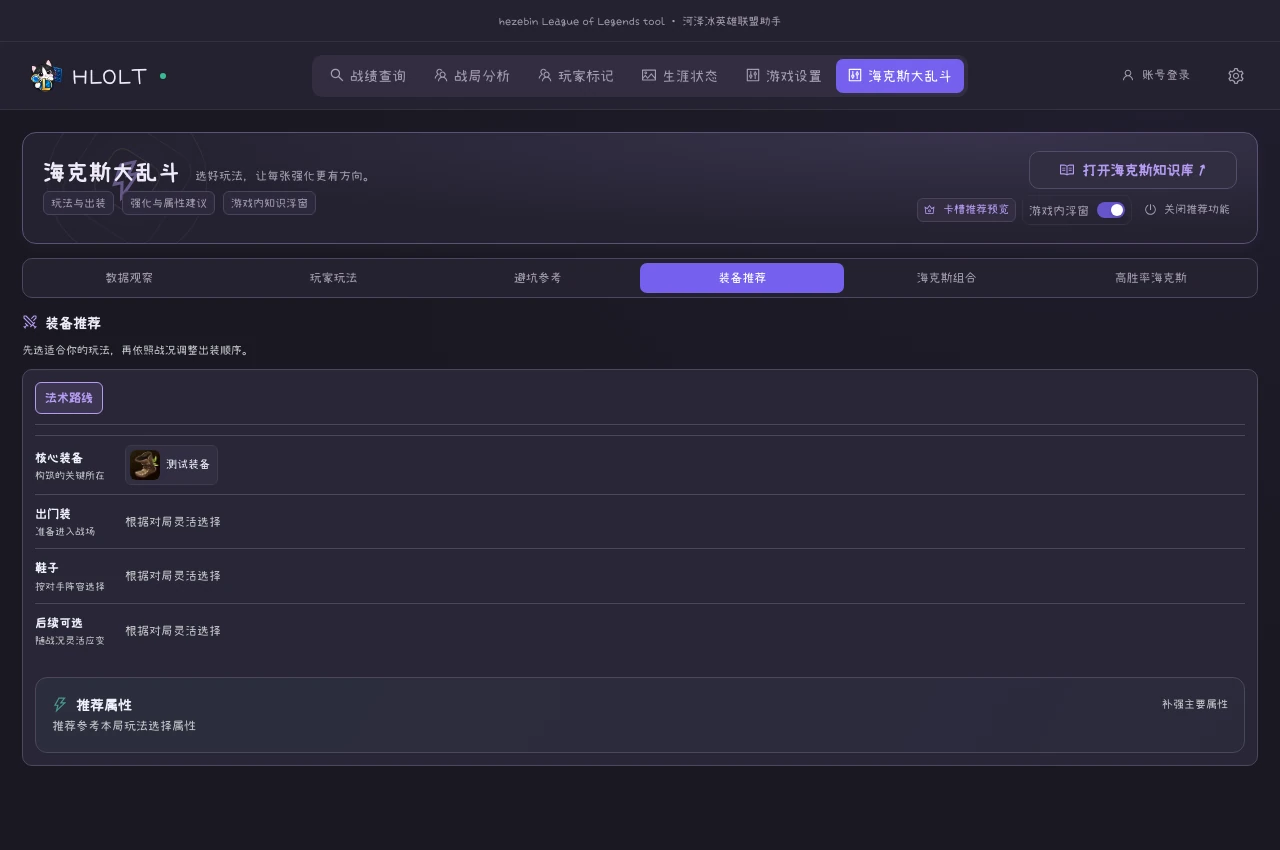 hezebin League of Legends tool • 河泽冰英雄联盟助手
HLOLT
战绩查询
战局分析
玩家标记
生涯状态
游戏设置
海克斯大乱斗
账号登录
海克斯大乱斗
选好玩法，让每张强化更有方向。
打开海克斯知识库 ↗
玩法与出装
强化与属性建议
游戏内知识浮窗
卡槽推荐预览
游戏内浮窗
关闭推荐功能
数据观察
玩家玩法
避坑参考
装备推荐
海克斯组合
高胜率海克斯
装备推荐
先选适合你的玩法，再依照战况调整出装顺序。
法术路线
核心装备
构筑的关键所在
测试装备
出门装
准备进入战场
根据对局灵活选择
鞋子
按对手阵容选择
根据对局灵活选择
后续可选
随战况灵活应变
根据对局灵活选择
推荐属性
推荐参考本局玩法选择属性
补强主要属性